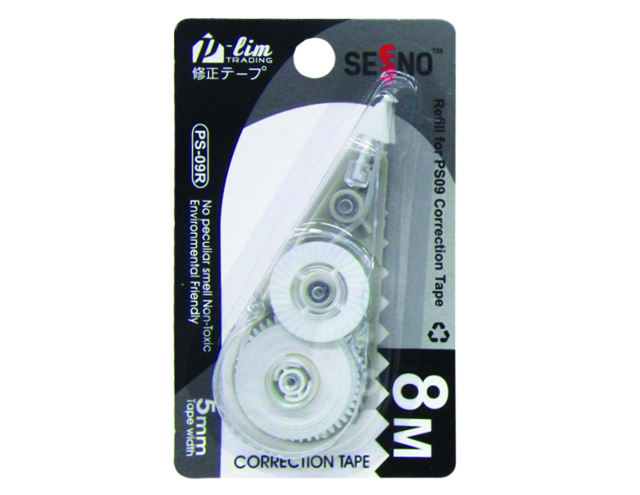 Π-lim
TRADING
修正テープ
SEENO™
PS-09R
No peculiar smell Non-Toxic
Environmental Friendly
Refill for PS09 Correction Tape
8M
5mm
Tape width
CORRECTION TAPE